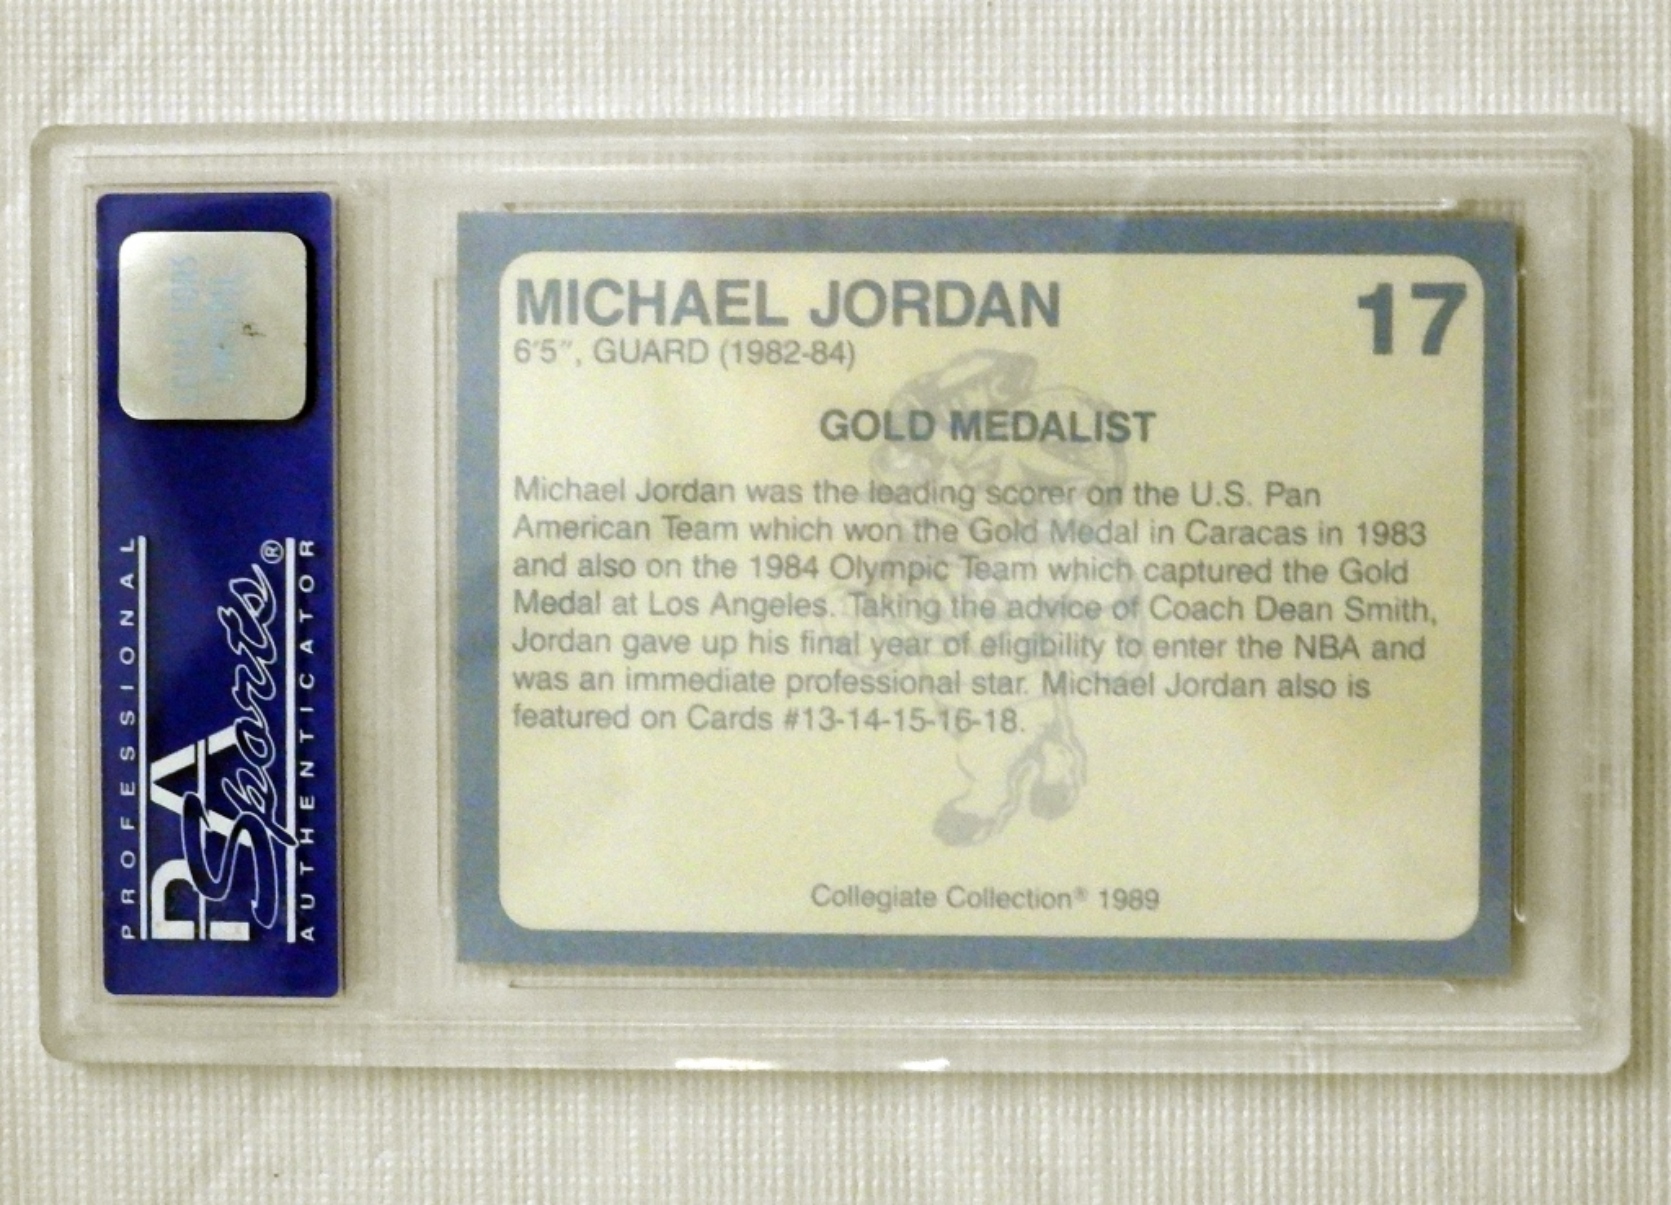 MICHAEL JORDAN
17
6'5", GUARD (1982-84)
GOLD MEDALIST
Michael Jordan was the leading scorer on the U.S. Pan
American Team which won the Gold Medal in Caracas in 1983
and also on the 1984 Olympic Team which captured the Gold
Medal at Los Angeles. Taking the advice of Coach Dean Smith,
Jordan gave up his final year of eligibility to enter the NBA and
was an immediate professional star. Michael Jordan also is
featured on Cards #13-14-15-16-18.
Collegiate Collection® 1989
PROFESSIONAL
PSA
Sports®
AUTHENTICATOR